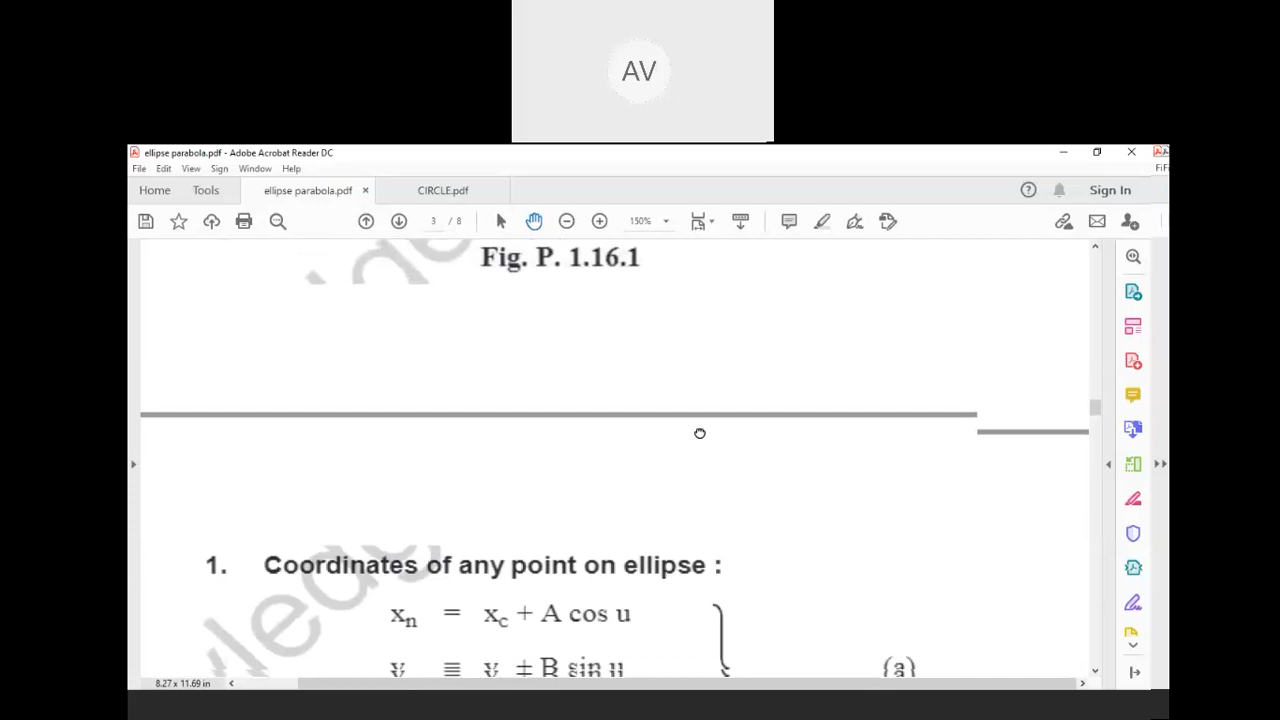 AV
ellipse parabola.pdf - Adobe Acrobat Reader DC
File Edit View Sign Window Help
Home Tools ellipse parabola.pdf × CIRCLE.pdf Sign In
3 / 8 150%
Fig. P. 1.16.1
1. Coordinates of any point on ellipse :
xn = xc + A cos u
(a)
8.27 x 11.69 in